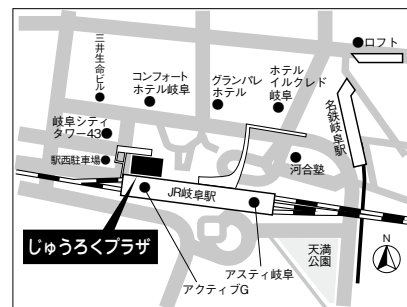 三井生命ビル
コンフォート
ホテル岐阜
グランパレ
ホテル
ホテル
イルクレド
岐阜
ロフト
名鉄岐阜駅
岐阜シティ
タワー43
駅西駐車場
河合塾
JR岐阜駅
じゅうろくプラザ
アクティブG
アスティ岐阜
天満
公園
N